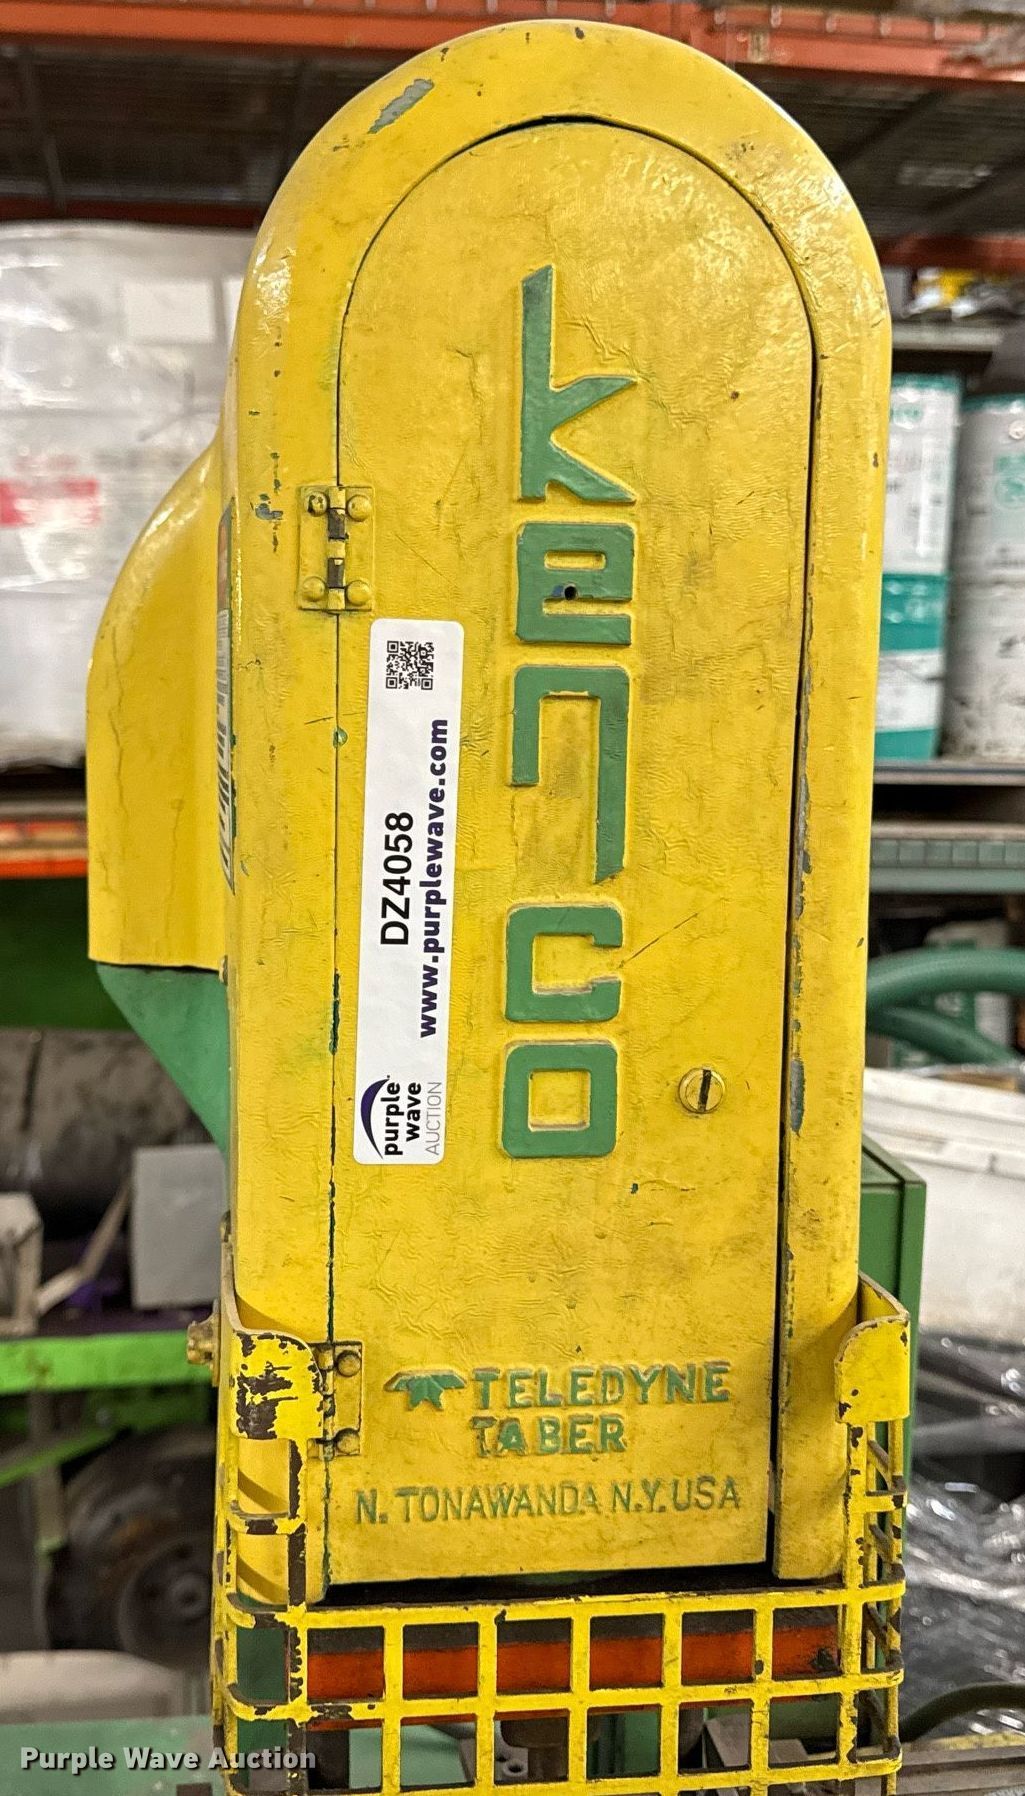 kenco
DZ4058
www.purplewave.com
purple
wave
AUCTION
TELEDYNE
TABER
N. TONAWANDA N.Y. USA
Purple Wave Auction